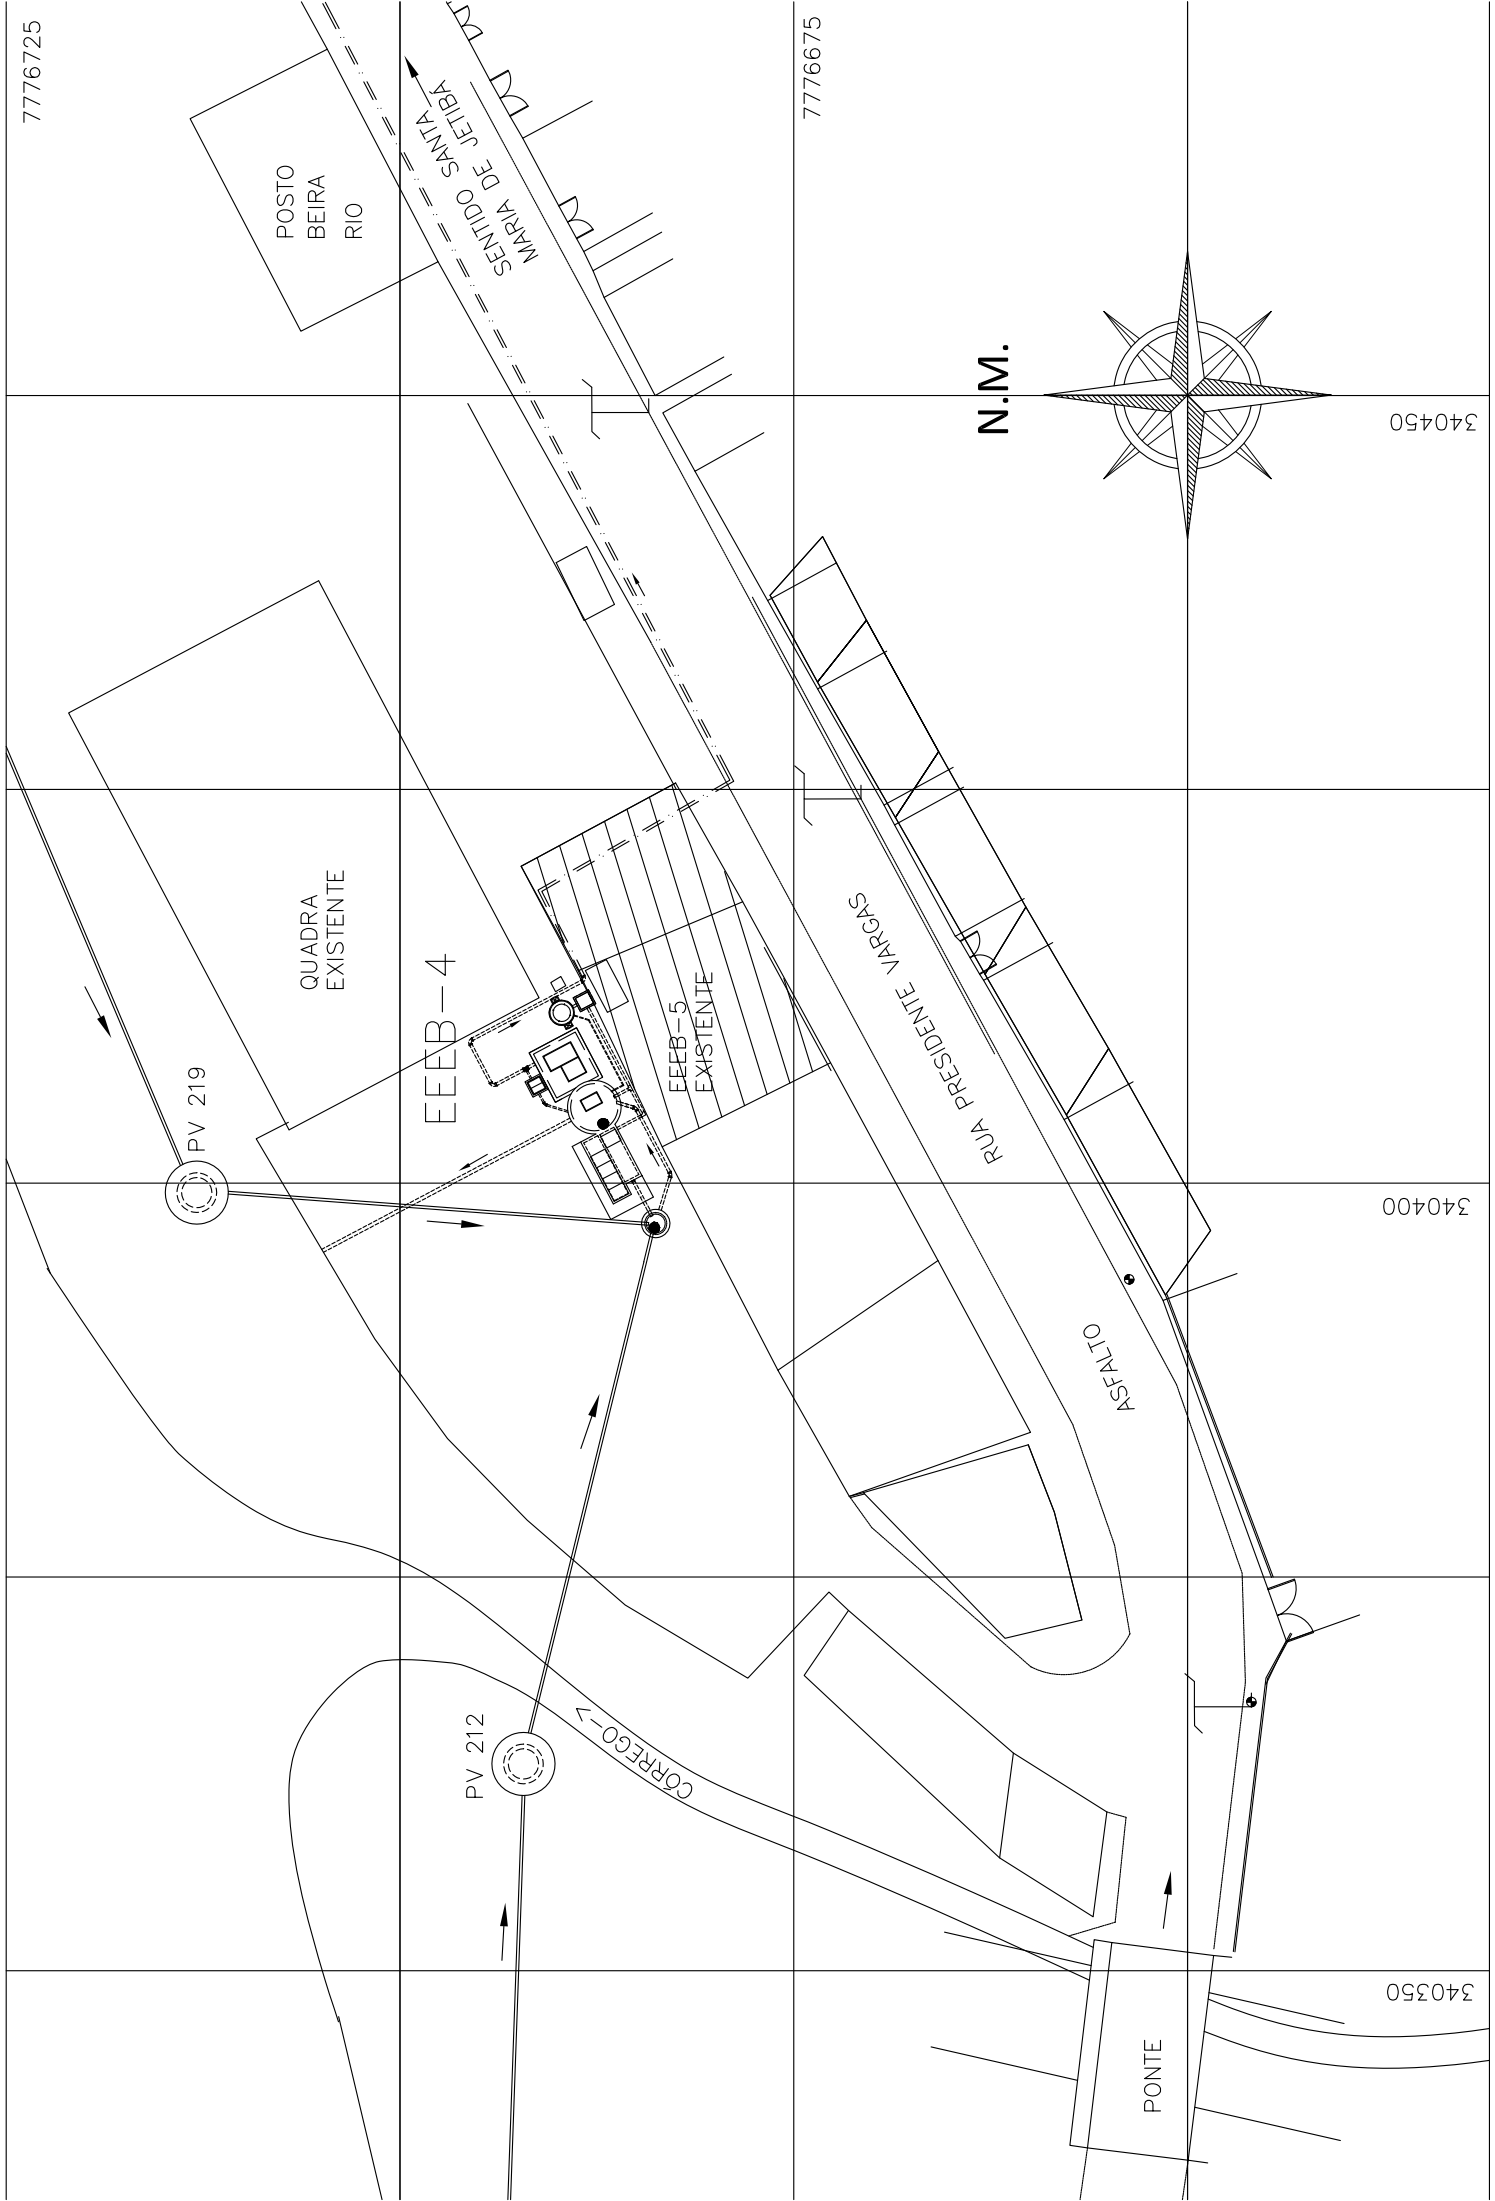 7776725
7776675
POSTO
BEIRA
RIO
SENTIDO SANTA
MARIA DE JETIBÁ
N.M.
340450
QUADRA
EXISTENTE
EEEB-4
EEEB-5
EXISTENTE
RUA PRESIDENTE VARGAS
PV 219
340400
ASFALTO
PV 212
CÓRREGO->
340350
PONTE